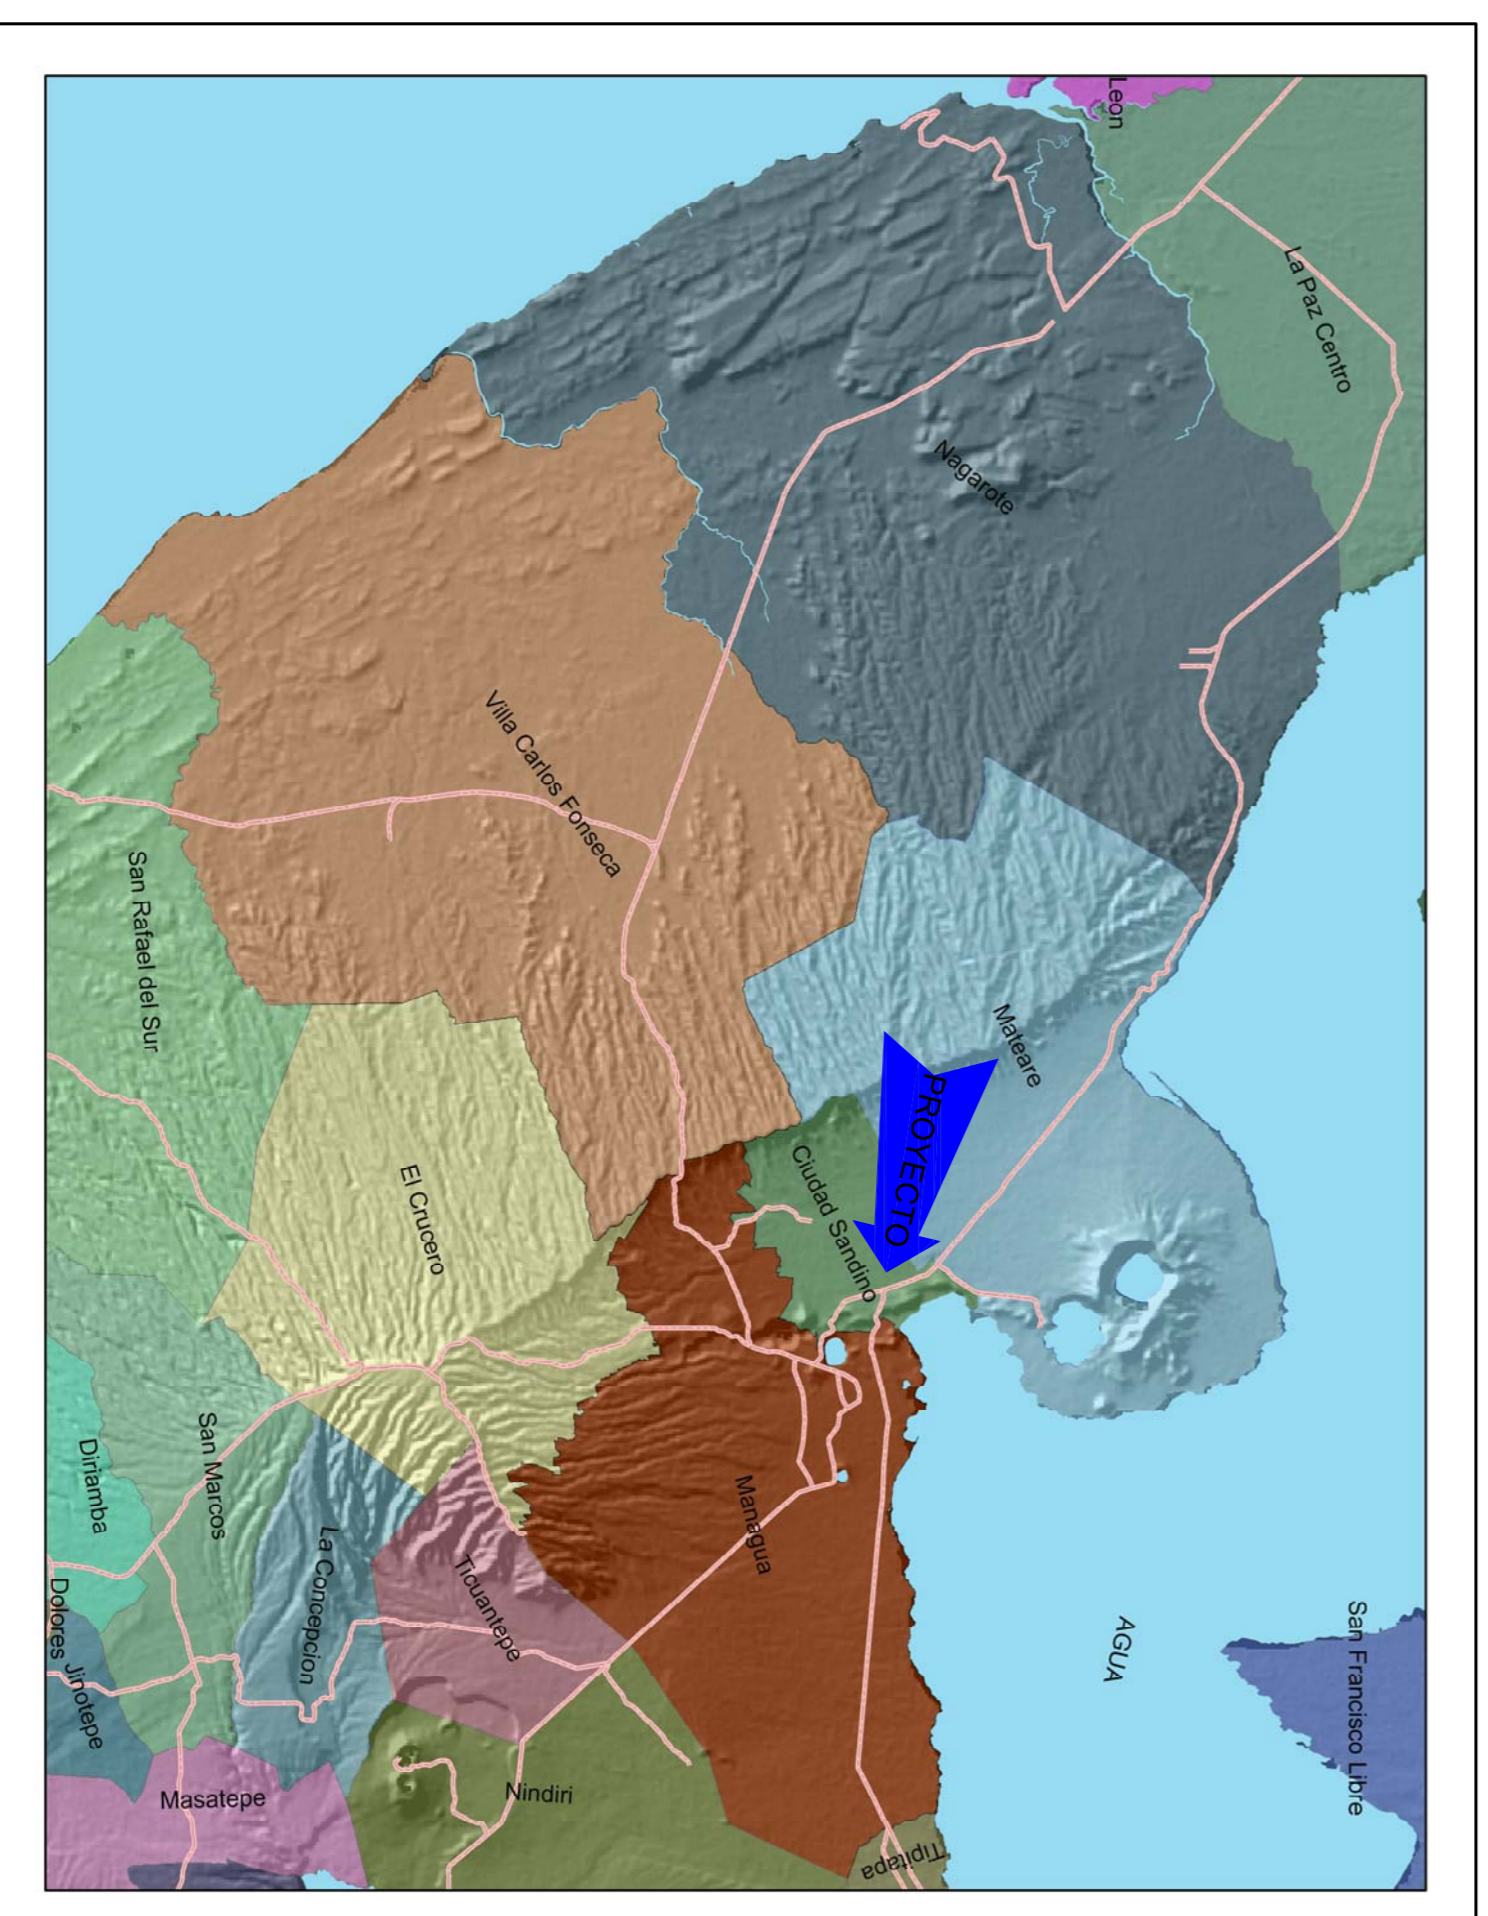 Leon
La Paz Centro
Nagarote
Villa Carlos Fonseca
San Rafael del Sur
Mateare
PROYECTO
Ciudad Sandino
El Crucero
San Marcos
Diriamba
La Concepcion
Ticuantepe
Managua
Dolores
Jinotepe
AGUA
San Francisco Libre
Masatepe
Nindiri
Tipitapa